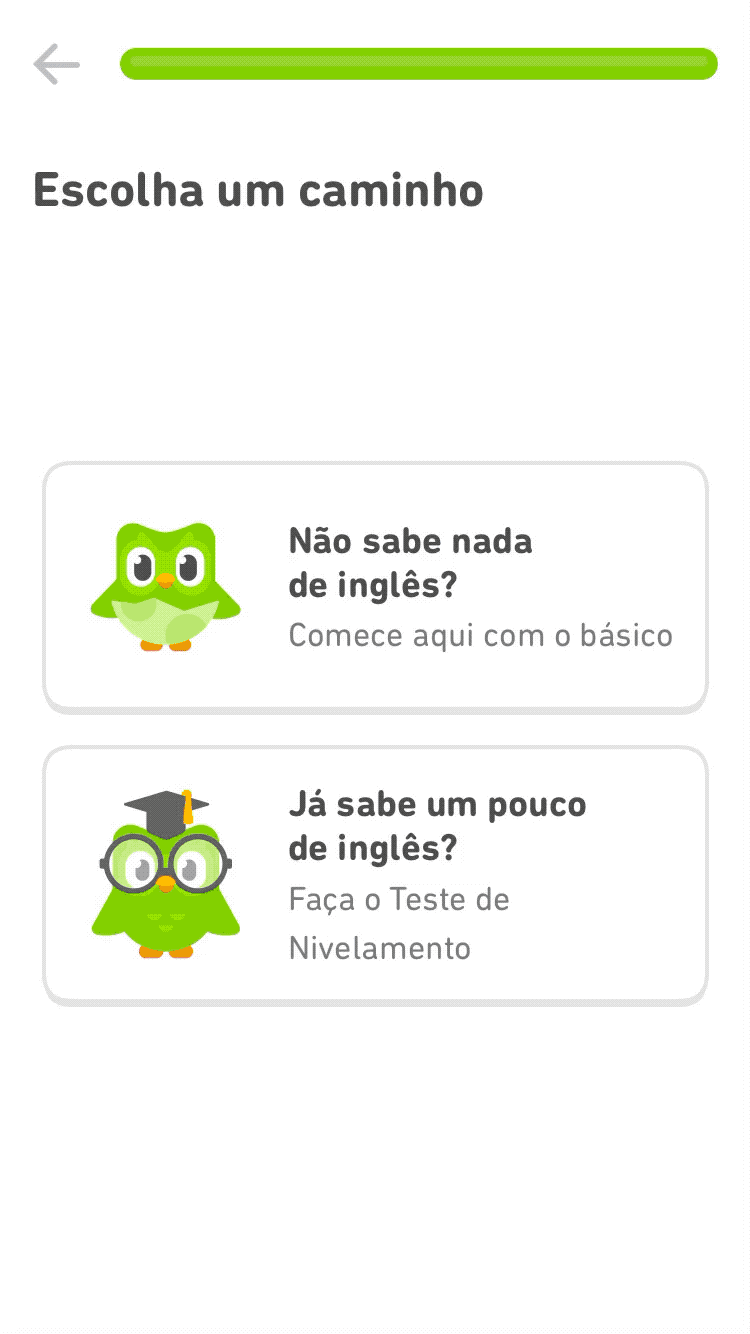 Escolha um caminho
Não sabe nada
de inglês?
Comece aqui com o básico
Já sabe um pouco
de inglês?
Faça o Teste de
Nivelamento